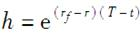 h = e^{(r_f − r)(T − t)}